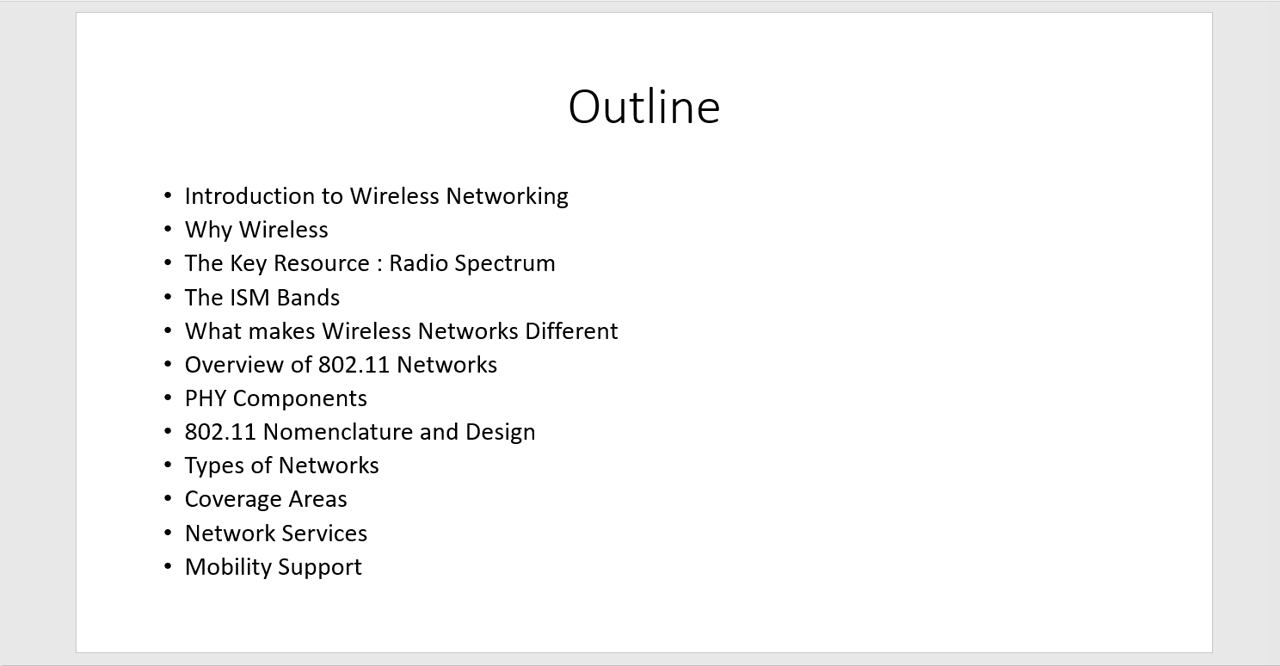 Outline
• Introduction to Wireless Networking
• Why Wireless
• The Key Resource : Radio Spectrum
• The ISM Bands
• What makes Wireless Networks Different
• Overview of 802.11 Networks
• PHY Components
• 802.11 Nomenclature and Design
• Types of Networks
• Coverage Areas
• Network Services
• Mobility Support